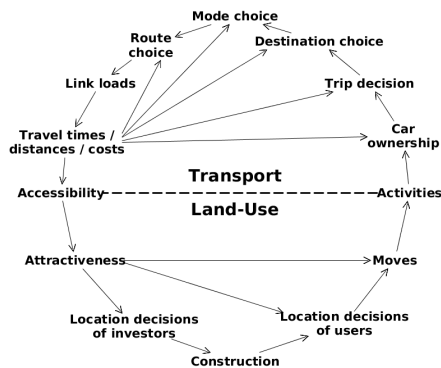 Mode choice
Route
choice
Destination choice
Link loads
Trip decision
Travel times /
distances / costs
Car
ownership
Transport
Accessibility
Activities
Land-Use
Attractiveness
Moves
Location decisions
of investors
Location decisions
of users
Construction